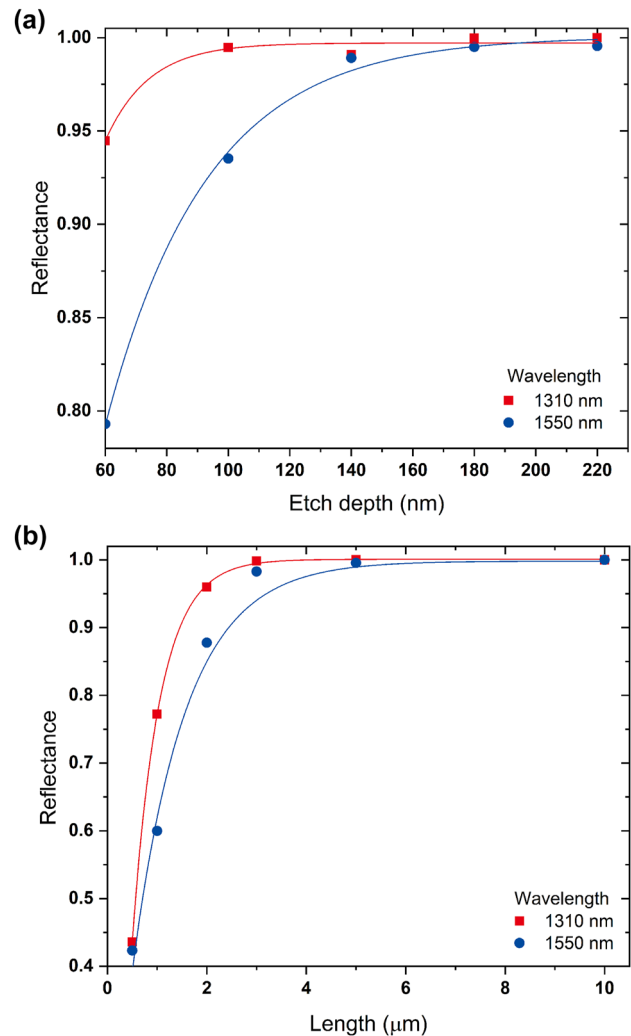 (a)
1.00
0.95
0.90
0.85
0.80
Reflectance
60 80 100 120 140 160 180 200 220
Etch depth (nm)
Wavelength
1310 nm
1550 nm
(b)
1.0
0.9
0.8
0.7
0.6
0.5
0.4
Reflectance
0 2 4 6 8 10
Length (μm)
Wavelength
1310 nm
1550 nm